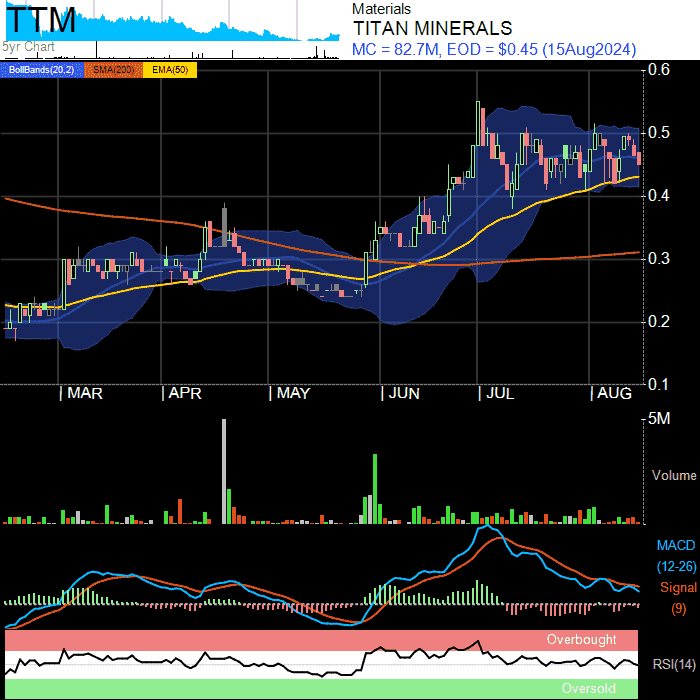 TTM
5yr Chart
Materials
TITAN MINERALS
MC = 82.7M, EOD = $0.45 (15Aug2024)
BollBands(20,2) SMA(200) EMA(50)
0.6
0.5
0.4
0.3
0.2
0.1
MAR APR MAY JUN JUL AUG
5M
Volume
MACD
(12-26)
Signal
(9)
Overbought
RSI(14)
Oversold